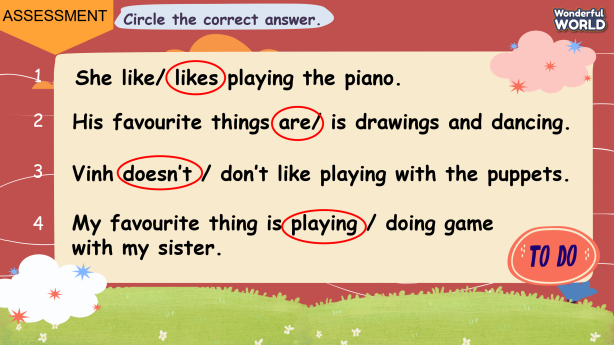 ASSESSMENT
Circle the correct answer.
Wonderful
WORLD
1 She like/ likes playing the piano.
2 His favourite things are/ is drawings and dancing.
3 Vinh doesn't / don't like playing with the puppets.
4 My favourite thing is playing / doing game
with my sister.
TO DO